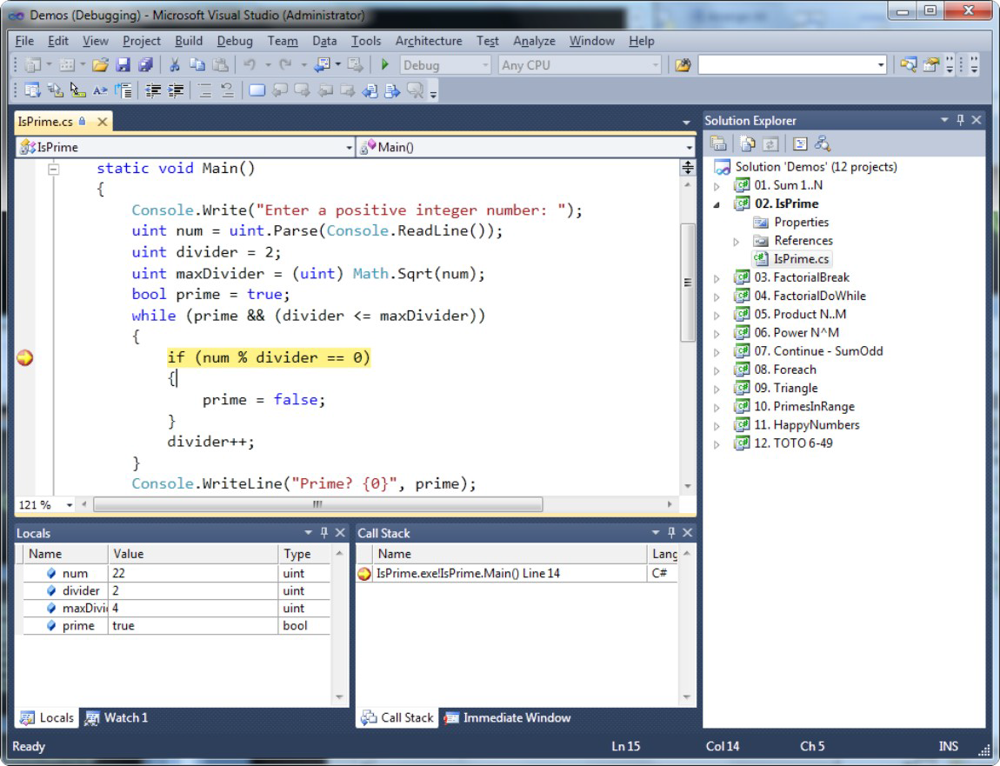 Demos (Debugging) - Microsoft Visual Studio (Administrator)
File Edit View Project Build Debug Team Data Tools Architecture Test Analyze Window Help
Debug Any CPU
IsPrime.cs
IsPrime Main()
static void Main()
{
Console.Write("Enter a positive integer number: ");
uint num = uint.Parse(Console.ReadLine());
uint divider = 2;
uint maxDivider = (uint) Math.Sqrt(num);
bool prime = true;
while (prime && (divider <= maxDivider))
{
if (num % divider == 0)
{
prime = false;
}
divider++;
}
Console.WriteLine("Prime? {0}", prime);
121 %
Solution Explorer
Solution 'Demos' (12 projects)
01. Sum 1..N
02. IsPrime
Properties
References
IsPrime.cs
03. FactorialBreak
04. FactorialDoWhile
05. Product N..M
06. Power N^M
07. Continue - SumOdd
08. Foreach
09. Triangle
10. PrimesInRange
11. HappyNumbers
12. TOTO 6-49
Locals
Name Value Type
num 22 uint
divider 2 uint
maxDivi 4 uint
prime true bool
Locals Watch 1
Call Stack
Name Lang
IsPrime.exe!IsPrime.Main() Line 14 C#
Call Stack Immediate Window
Ready Ln 15 Col 14 Ch 5 INS